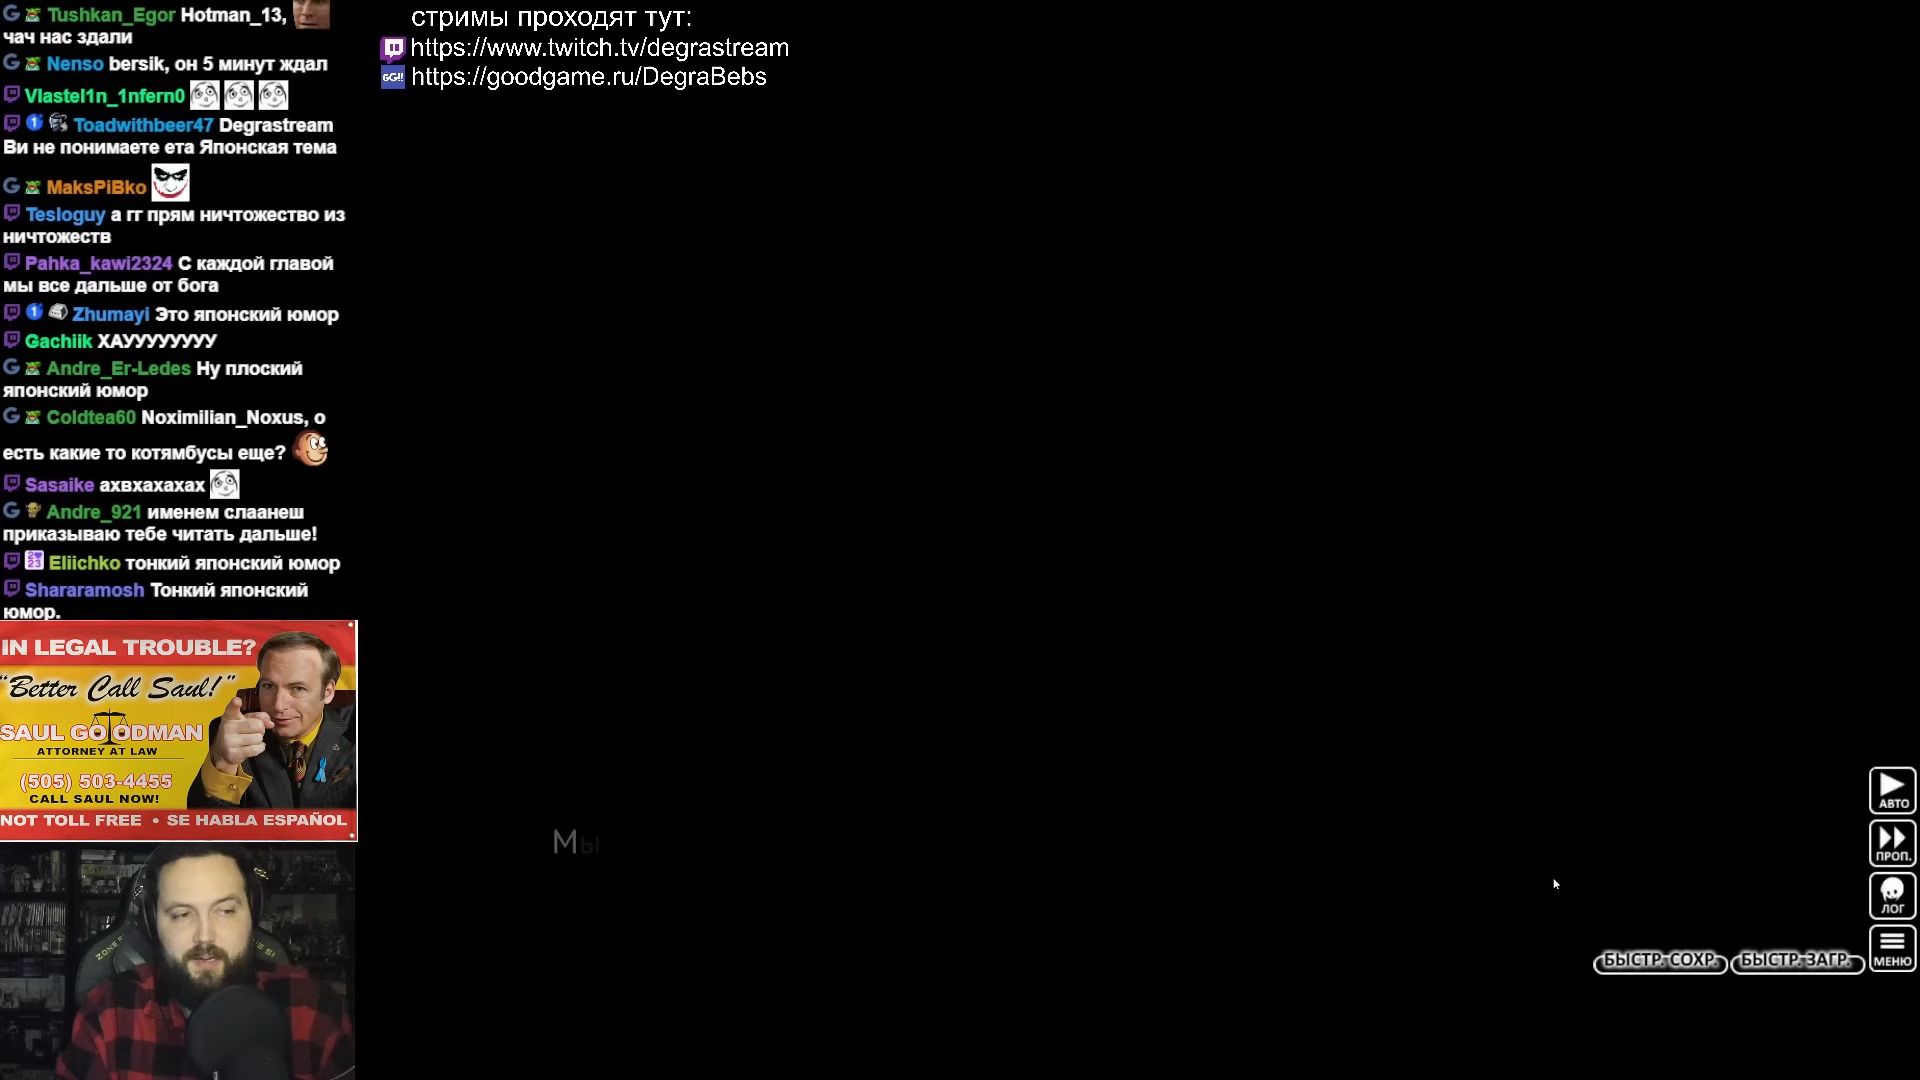 Tushkan_Egor Hotman_13,
чач нас здали
Nenso bersik, он 5 минут ждал
Vlastel1n_1nfern0
Toadwithbeer47 Degrastream
Ви не понимаете ета Японская тема
MaksPiBko
Tesloguy а гг прям ничтожество из
ничтожеств
Pahka_kawi2324 С каждой главой
мы все дальше от бога
Zhumayi Это японский юмор
Gachiik ХАУУУУУУУУ
Andre_Er-Ledes Ну плоский
японский юмор
Coldtea60 Noximilian_Noxus, о
есть какие то котямбусы еще?
Sasaike ахвхахахах
Andre_921 именем слаанеш
приказываю тебе читать дальше!
Eliichko тонкий японский юмор
Shararamosh Тонкий японский
юмор.
IN LEGAL TROUBLE?
"Better Call Saul!"
SAUL GOODMAN
ATTORNEY AT LAW
(505) 503-4455
CALL SAUL NOW!
NOT TOLL FREE • SE HABLA ESPAÑOL
стримы проходят тут:
https://www.twitch.tv/degrastream
GG!! https://goodgame.ru/DegraBebs
Мы
АВТО
ПРОП.
ЛОГ
МЕНЮ
БЫСТР. СОХР.
БЫСТР. ЗАГР.